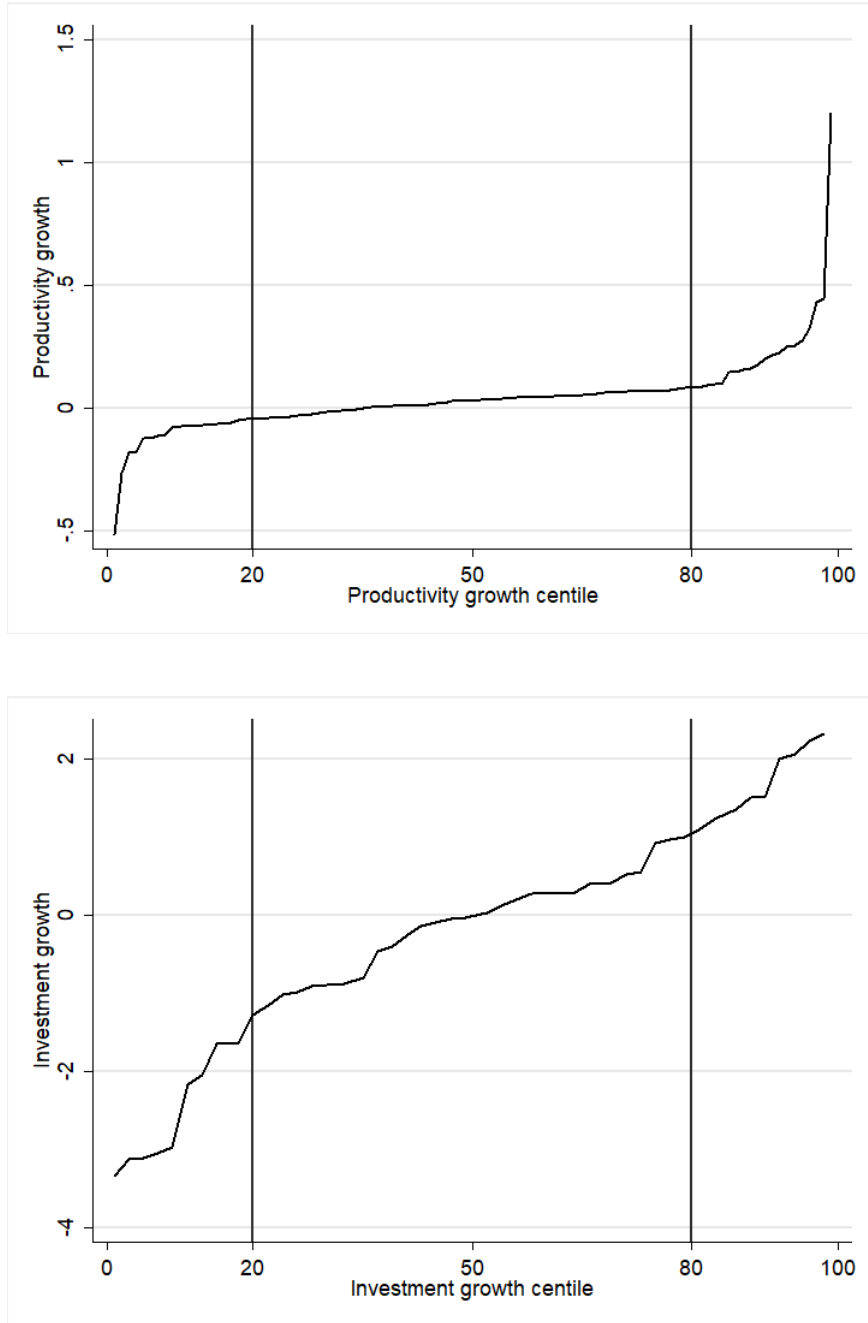 1.5
1
.5
0
-.5
Productivity growth
0 20 50 80 100
Productivity growth centile
2
0
-2
-4
Investment growth
0 20 50 80 100
Investment growth centile